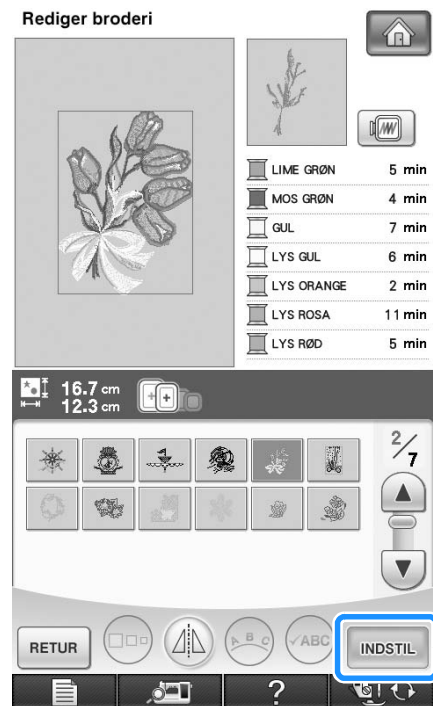 Rediger broderi
LIME GRØN 5 min
MOS GRØN 4 min
GUL 7 min
LYS GUL 6 min
LYS ORANGE 2 min
LYS ROSA 11 min
LYS RØD 5 min
16.7 cm
12.3 cm
2/7
RETUR
ABC
✓ABC
INDSTIL
?